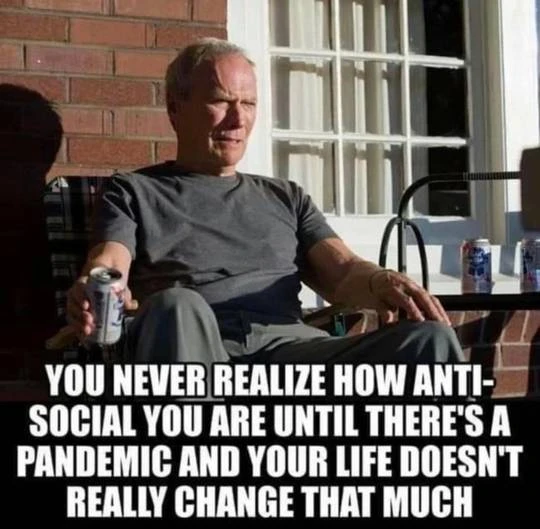 YOU NEVER REALIZE HOW ANTI-
SOCIAL YOU ARE UNTIL THERE'S A
PANDEMIC AND YOUR LIFE DOESN'T
REALLY CHANGE THAT MUCH